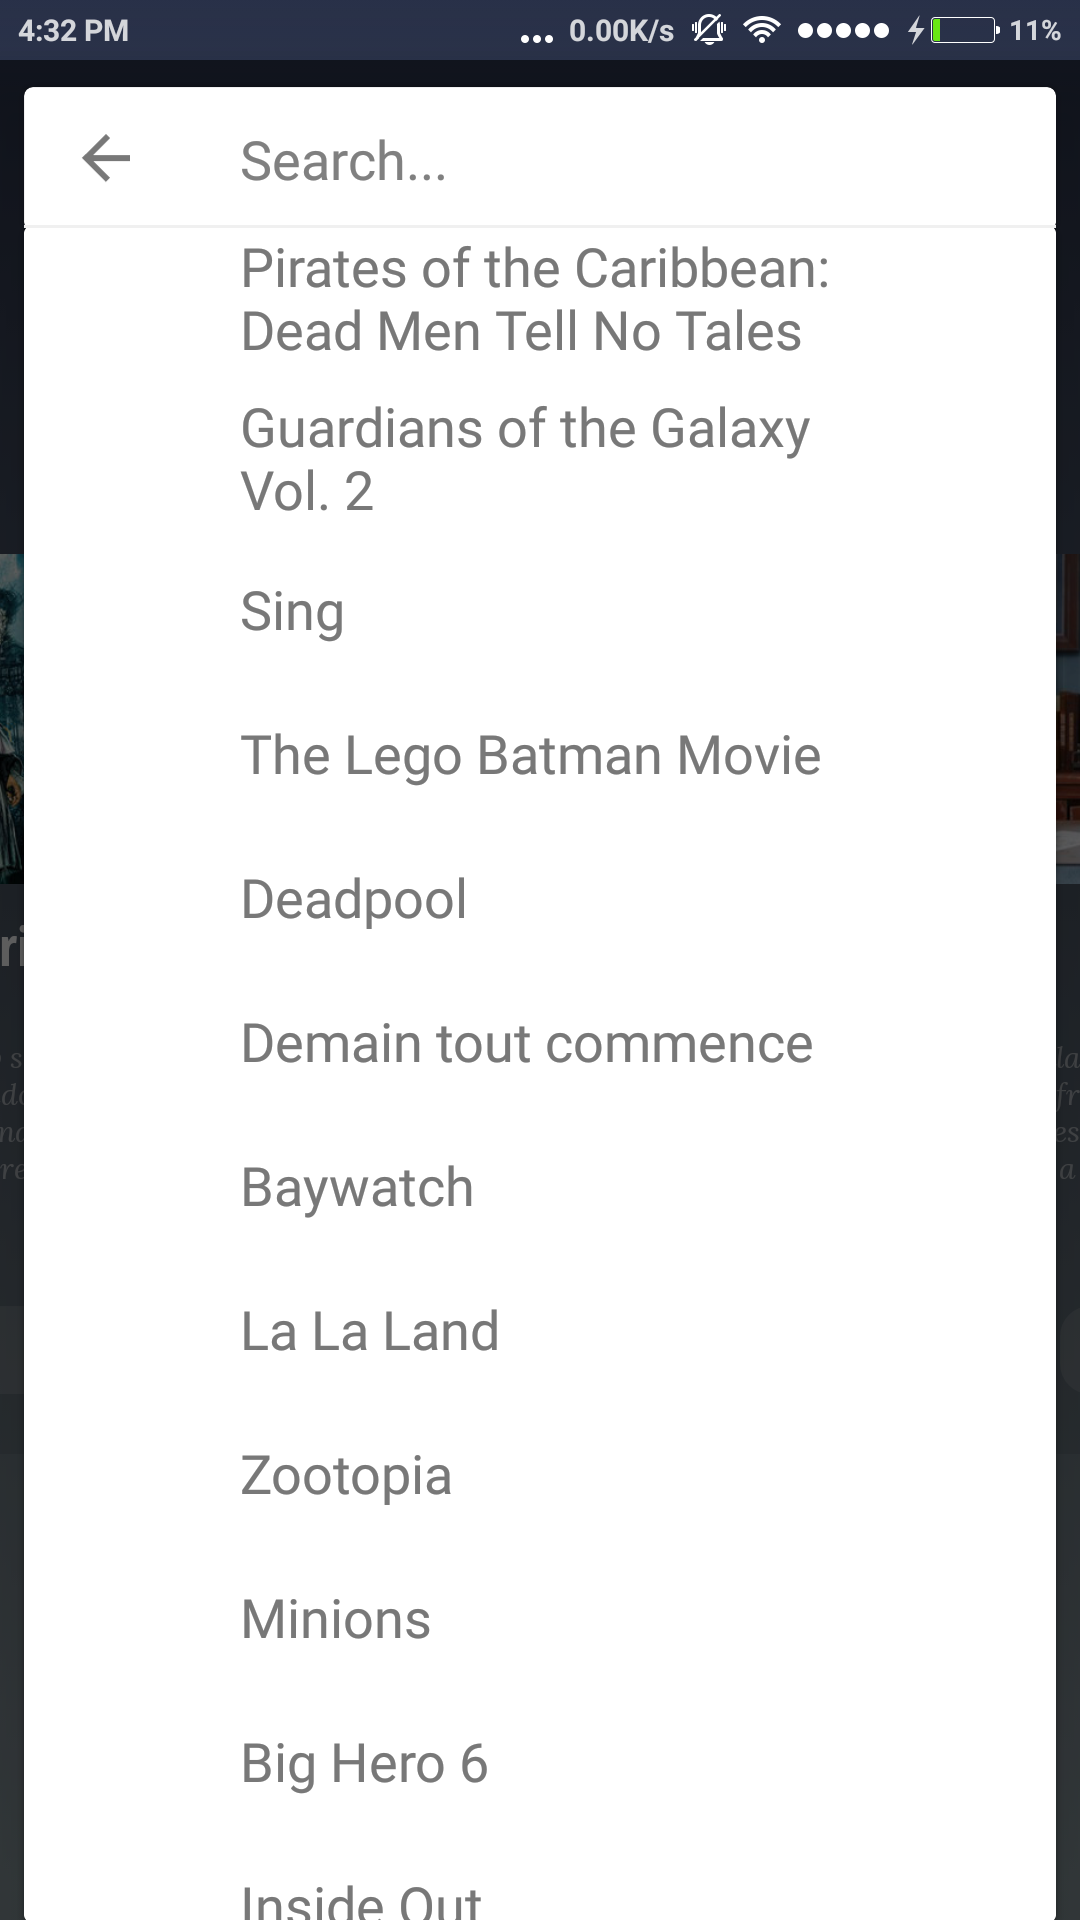 4:32 PM ... 0.00K/s 11%
Search...
Pirates of the Caribbean:
Dead Men Tell No Tales
Guardians of the Galaxy
Vol. 2
Sing
The Lego Batman Movie
Deadpool
Demain tout commence
Baywatch
La La Land
Zootopia
Minions
Big Hero 6
Inside Out